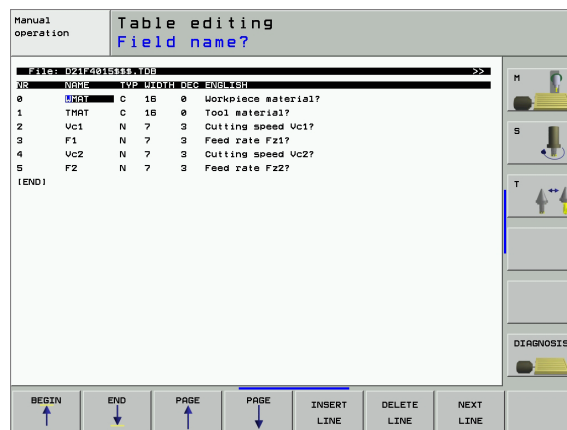 Manual
operation
Table editing
Field name?
File: D21F4015$$$.TDB >>
NR NAME TYP WIDTH DEC ENGLISH
0 WMAT C 16 0 Workpiece material?
1 TMAT C 16 0 Tool material?
2 Vc1 N 7 3 Cutting speed Vc1?
3 F1 N 7 3 Feed rate Fz1?
4 Vc2 N 7 3 Cutting speed Vc2?
5 F2 N 7 3 Feed rate Fz2?
[END]
M
S
T
DIAGNOSIS
BEGIN END PAGE PAGE INSERT LINE DELETE LINE NEXT LINE